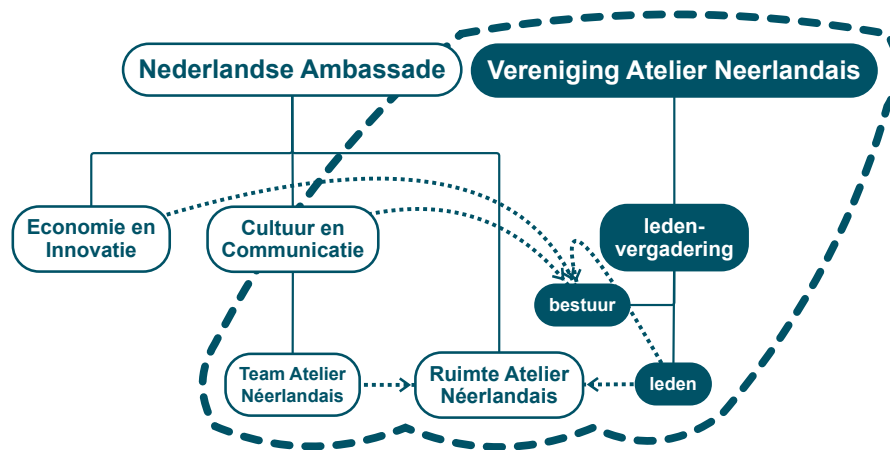 Nederlandse Ambassade
Vereniging Atelier Neerlandais
Economie en
Innovatie
Cultuur en
Communicatie
leden-
vergadering
bestuur
Team Atelier
Néerlandais
Ruimte Atelier
Néerlandais
leden